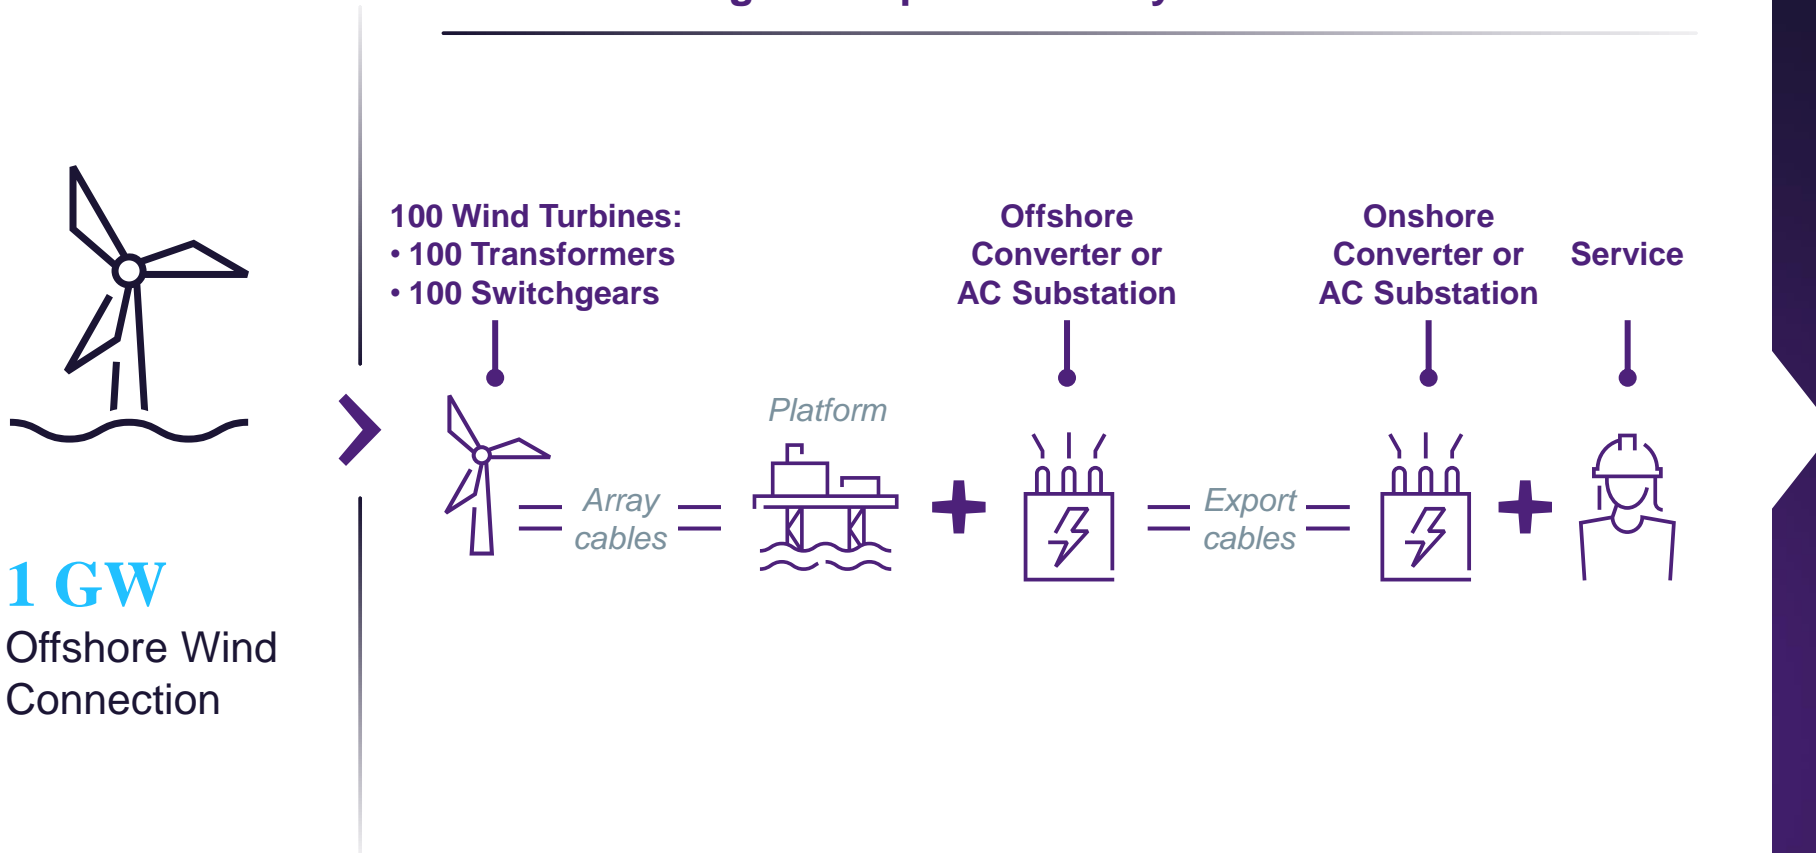 1 GW
Offshore Wind
Connection
100 Wind Turbines:
• 100 Transformers
• 100 Switchgears
Offshore
Converter or
AC Substation
Onshore
Converter or
AC Substation
Service
Platform
Array
cables
Export
cables